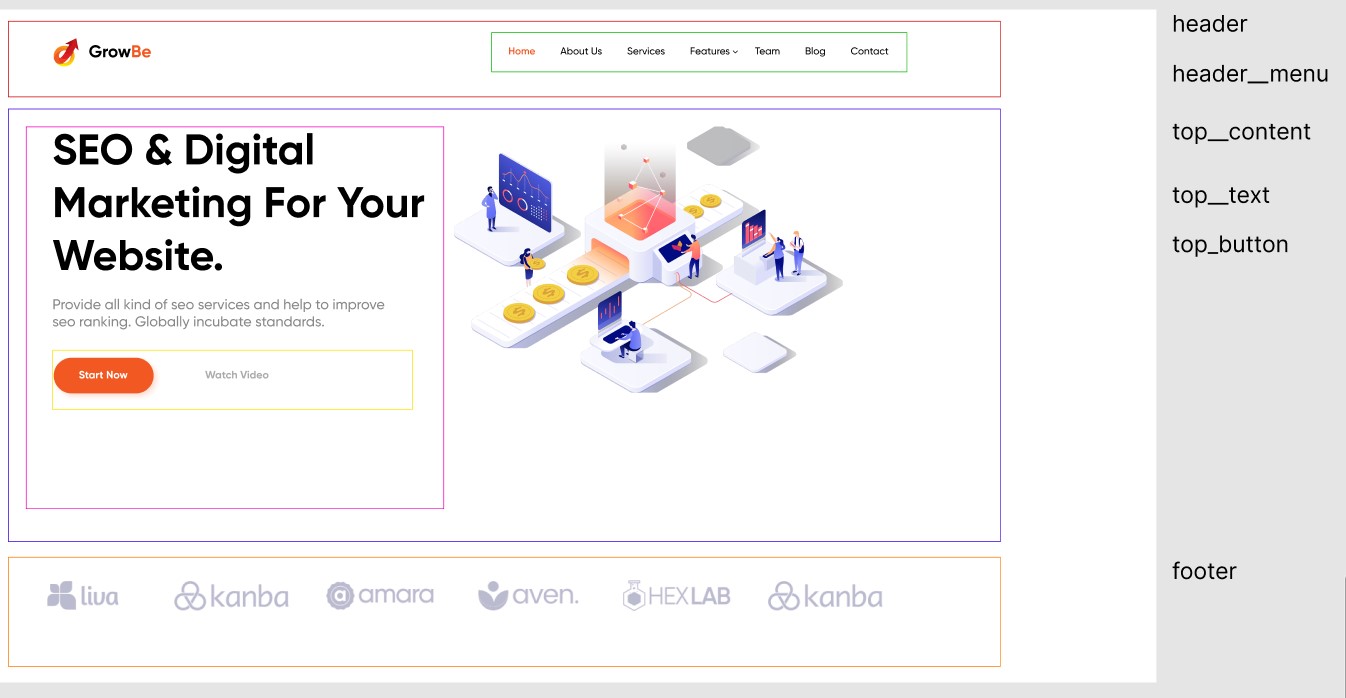 header
GrowBe
Home About Us Services Features Team Blog Contact
header__menu
SEO & Digital
Marketing For Your
Website.
top__content
top__text
top_button
Provide all kind of seo services and help to improve
seo ranking. Globally incubate standards.
Start Now Watch Video
footer
liva kanba amara aven. HEXLAB kanba